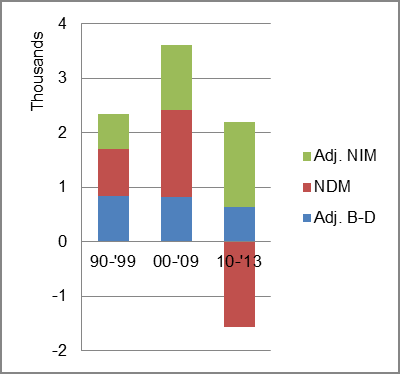 Thousands
4
3
2
1
0
-1
-2
90-'99
00-'09
10-'13
Adj. NIM
NDM
Adj. B-D